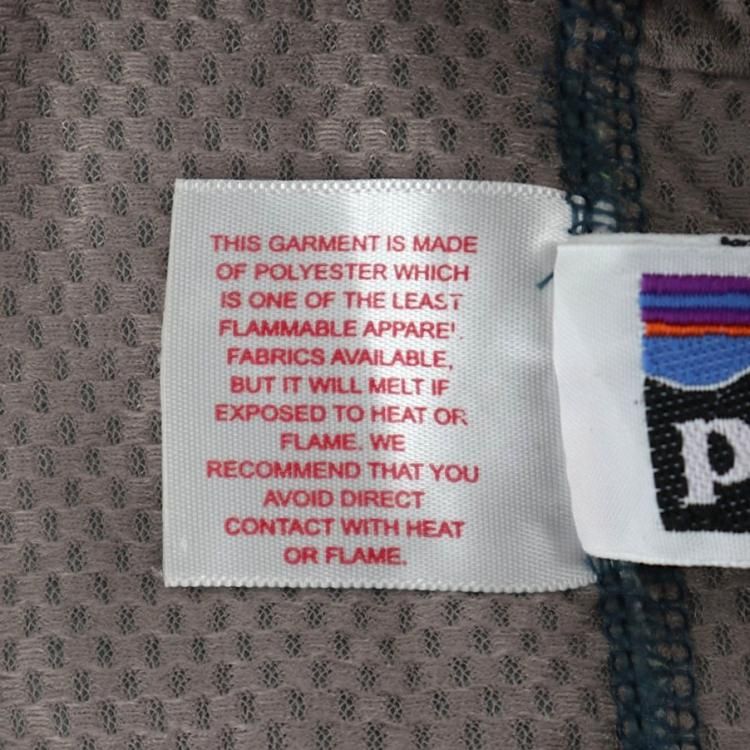 THIS GARMENT IS MADE
OF POLYESTER WHICH
IS ONE OF THE LEAST
FLAMMABLE APPAREL
FABRICS AVAILABLE,
BUT IT WILL MELT IF
EXPOSED TO HEAT OR
FLAME. WE
RECOMMEND THAT YOU
AVOID DIRECT
CONTACT WITH HEAT
OR FLAME.
p